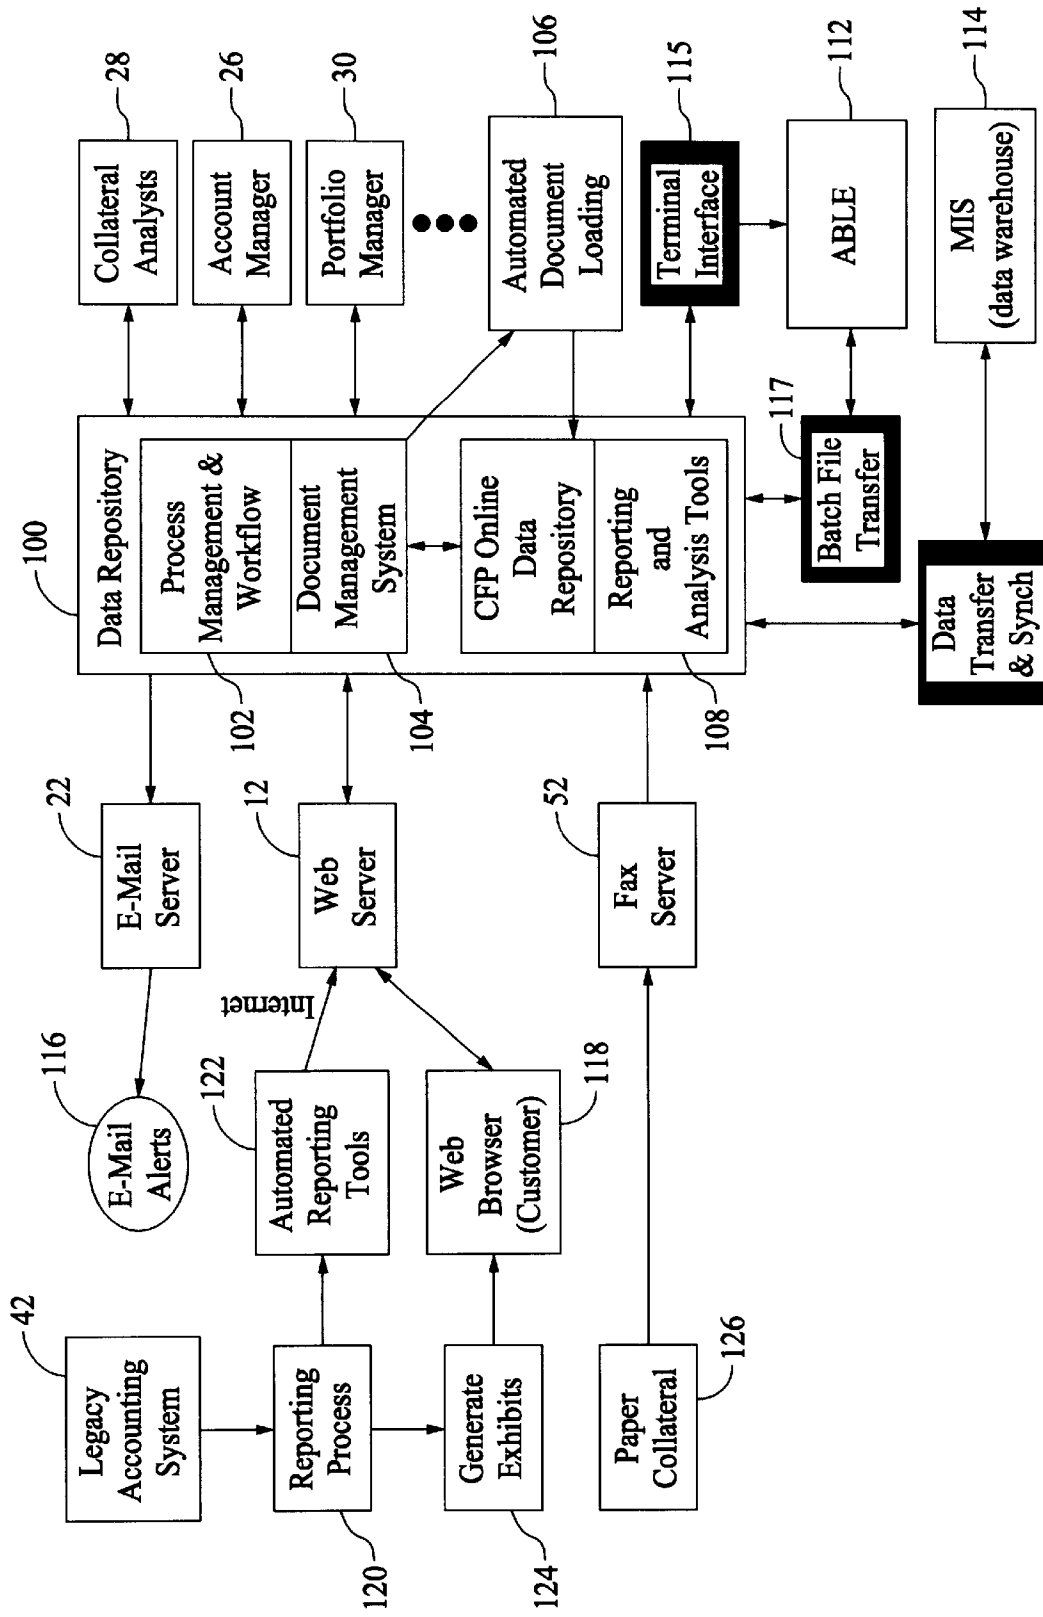 42
Legacy
Accounting
System
116
E-Mail
Alerts
22
E-Mail
Server
100
Data Repository
Process
Management &
Workflow
102
Document
Management
System
104
CFP Online
Data
Repository
Reporting
and
Analysis Tools
108
Collateral
Analysts
28
Account
Manager
26
Portfolio
Manager
30
Automated
Document
Loading
106
Terminal
Interface
115
ABLE
112
MIS
(data warehouse)
114
Batch File
Transfer
117
Data
Transfer
& Synch
Reporting
Process
120
Automated
Reporting
Tools
122
Internet
Web
Server
12
Generate
Exhibits
124
Web
Browser
(Customer)
118
Paper
Collateral
126
Fax
Server
52